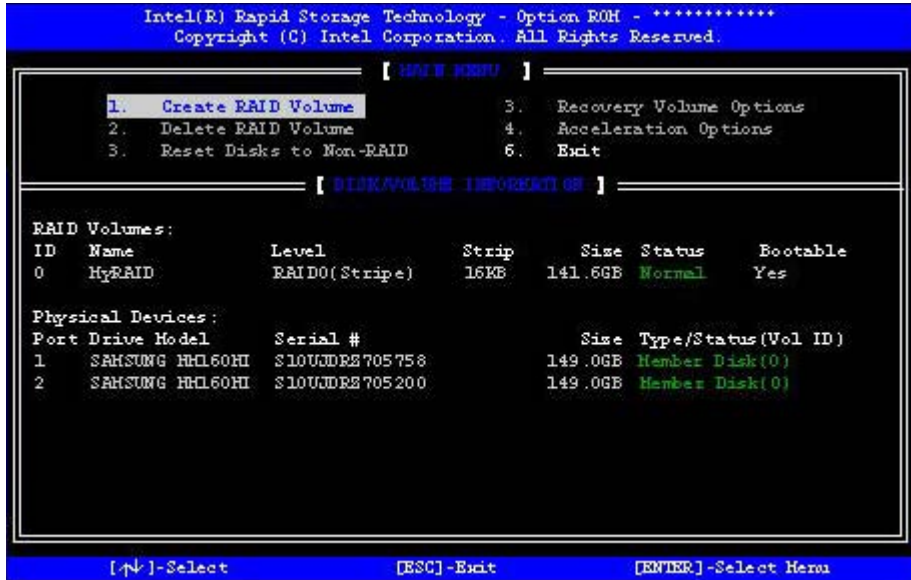 Intel(R) Rapid Storage Technology - Option ROM - ************
Copyright (C) Intel Corporation. All Rights Reserved.
[ MAIN MENU ]
1. Create RAID Volume
2. Delete RAID Volume
3. Reset Disks to Non-RAID
3. Recovery Volume Options
4. Acceleration Options
6. Exit
[ DISK/VOLUME INFORMATION ]
RAID Volumes:
ID Name Level Strip Size Status Bootable
0 MyRAID RAID0(Stripe) 16KB 141.6GB Normal Yes
Physical Devices:
Port Drive Model Serial # Size Type/Status(Vol ID)
1 SAMSUNG HM160HI 149.0GB Member Disk(0)
2 SAMSUNG HM160HI 149.0GB Member Disk(0)
[↑↓]-Select [ESC]-Exit [ENTER]-Select Menu